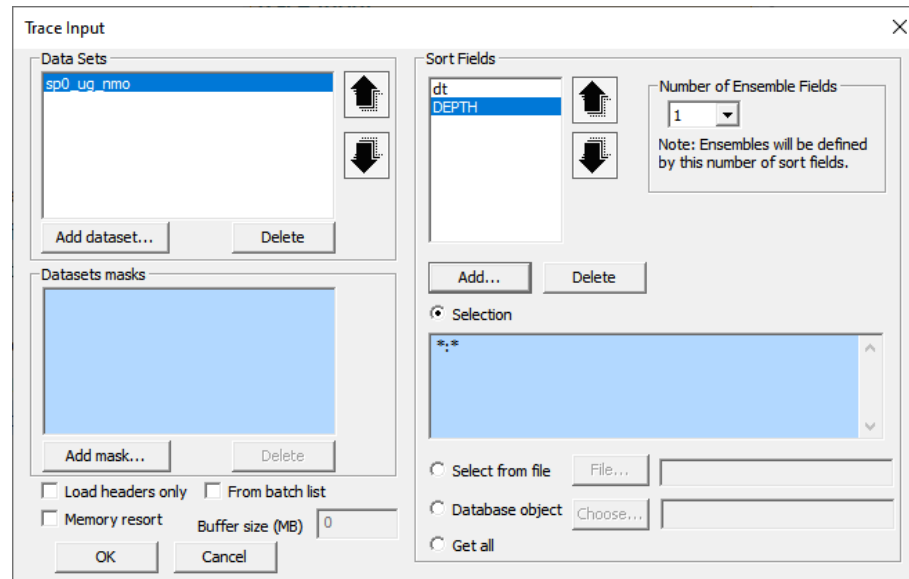 Trace Input
Data Sets
sp0_ug_nmo
Add dataset...
Delete
Datasets masks
Add mask...
Delete
Load headers only
From batch list
Memory resort
Buffer size (MB)
0
OK
Cancel
Sort Fields
dt
DEPTH
Number of Ensemble Fields
1
Note: Ensembles will be defined
by this number of sort fields.
Add...
Delete
Selection
*:*
Select from file
File...
Database object
Choose...
Get all